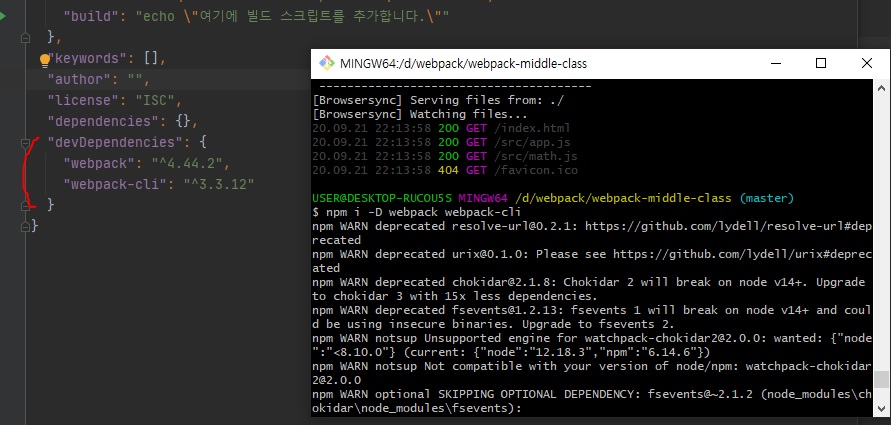 "build": "echo \"여기에 빌드 스크립트를 추가합니다.\""
},
"keywords": [],
"author": "",
"license": "ISC",
"dependencies": {},
"devDependencies": {
"webpack": "^4.44.2",
"webpack-cli": "^3.3.12"
}
}
MINGW64:/d/webpack/webpack-middle-class
---------------------------------------
[Browsersync] Serving files from: ./
[Browsersync] Watching files...
20.09.21 22:13:58 200 GET /index.html
20.09.21 22:13:58 200 GET /src/app.js
20.09.21 22:13:58 200 GET /src/math.js
20.09.21 22:13:58 404 GET /favicon.ico
USER@DESKTOP-RUCOU5S MINGW64 /d/webpack/webpack-middle-class (master)
$ npm i -D webpack webpack-cli
npm WARN deprecated resolve-url@0.2.1: https://github.com/lydell/resolve-url#dep
recated
npm WARN deprecated urix@0.1.0: Please see https://github.com/lydell/urix#deprec
ated
npm WARN deprecated chokidar@2.1.8: Chokidar 2 will break on node v14+. Upgrade
to chokidar 3 with 15x less dependencies.
npm WARN deprecated fsevents@1.2.13: fsevents 1 will break on node v14+ and coul
d be using insecure binaries. Upgrade to fsevents 2.
npm WARN notsup Unsupported engine for watchpack-chokidar2@2.0.0: wanted: {"node
":"<8.10.0"} (current: {"node":"12.18.3","npm":"6.14.6"})
npm WARN notsup Not compatible with your version of node/npm: watchpack-chokidar
2@2.0.0
npm WARN optional SKIPPING OPTIONAL DEPENDENCY: fsevents@~2.1.2 (node_modules\ch
okidar\node_modules\fsevents):